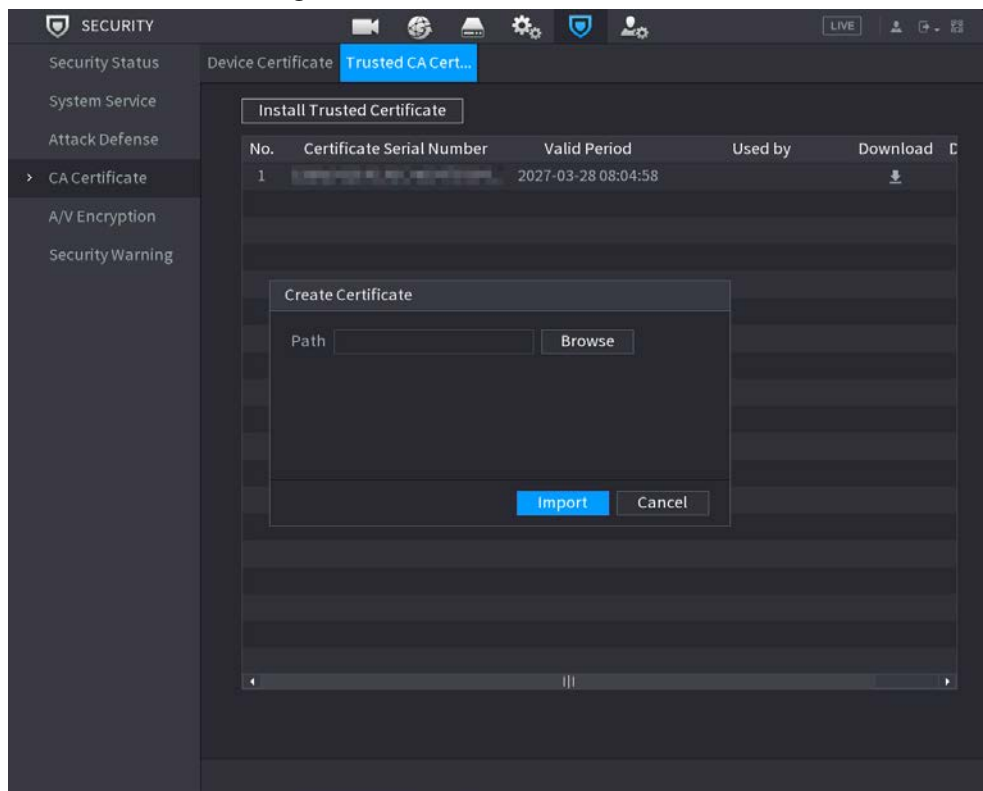 SECURITY
LIVE
Security Status
Device Certificate
Trusted CA Cert...
System Service
Install Trusted Certificate
Attack Defense
No. Certificate Serial Number Valid Period Used by Download
CA Certificate
1 2027-03-28 08:04:58
A/V Encryption
Security Warning
Create Certificate
Path
Browse
Import
Cancel